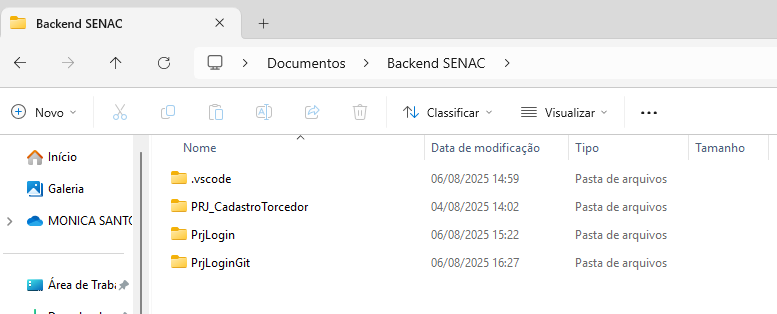 Backend SENAC
Documentos > Backend SENAC >
Novo
Classificar
Visualizar
Nome Data de modificação Tipo Tamanho
Início
Galeria
MONICA SANTO
Área de Traba
.vscode 06/08/2025 14:59 Pasta de arquivos
PRJ_CadastroTorcedor 04/08/2025 14:02 Pasta de arquivos
PrjLogin 06/08/2025 15:22 Pasta de arquivos
PrjLoginGit 06/08/2025 16:27 Pasta de arquivos